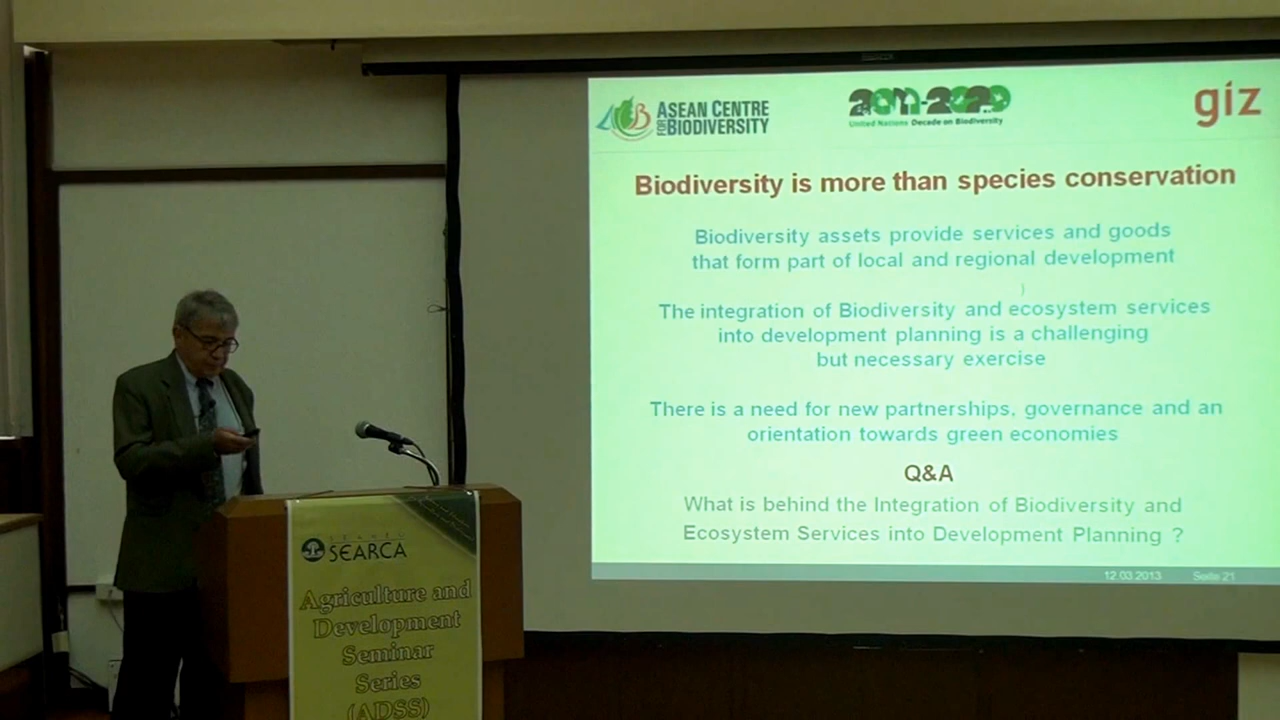 ASEAN CENTRE
FOR BIODIVERSITY
2011-2020
United Nations Decade on Biodiversity
giz
Biodiversity is more than species conservation
Biodiversity assets provide services and goods
that form part of local and regional development
The integration of Biodiversity and ecosystem services
into development planning is a challenging
but necessary exercise
There is a need for new partnerships, governance and an
orientation towards green economies
Q&A
What is behind the Integration of Biodiversity and
Ecosystem Services into Development Planning ?
12.03.2013 Seite 21
SEARCA
Agriculture and
Development
Seminar
Series
(ADSS)